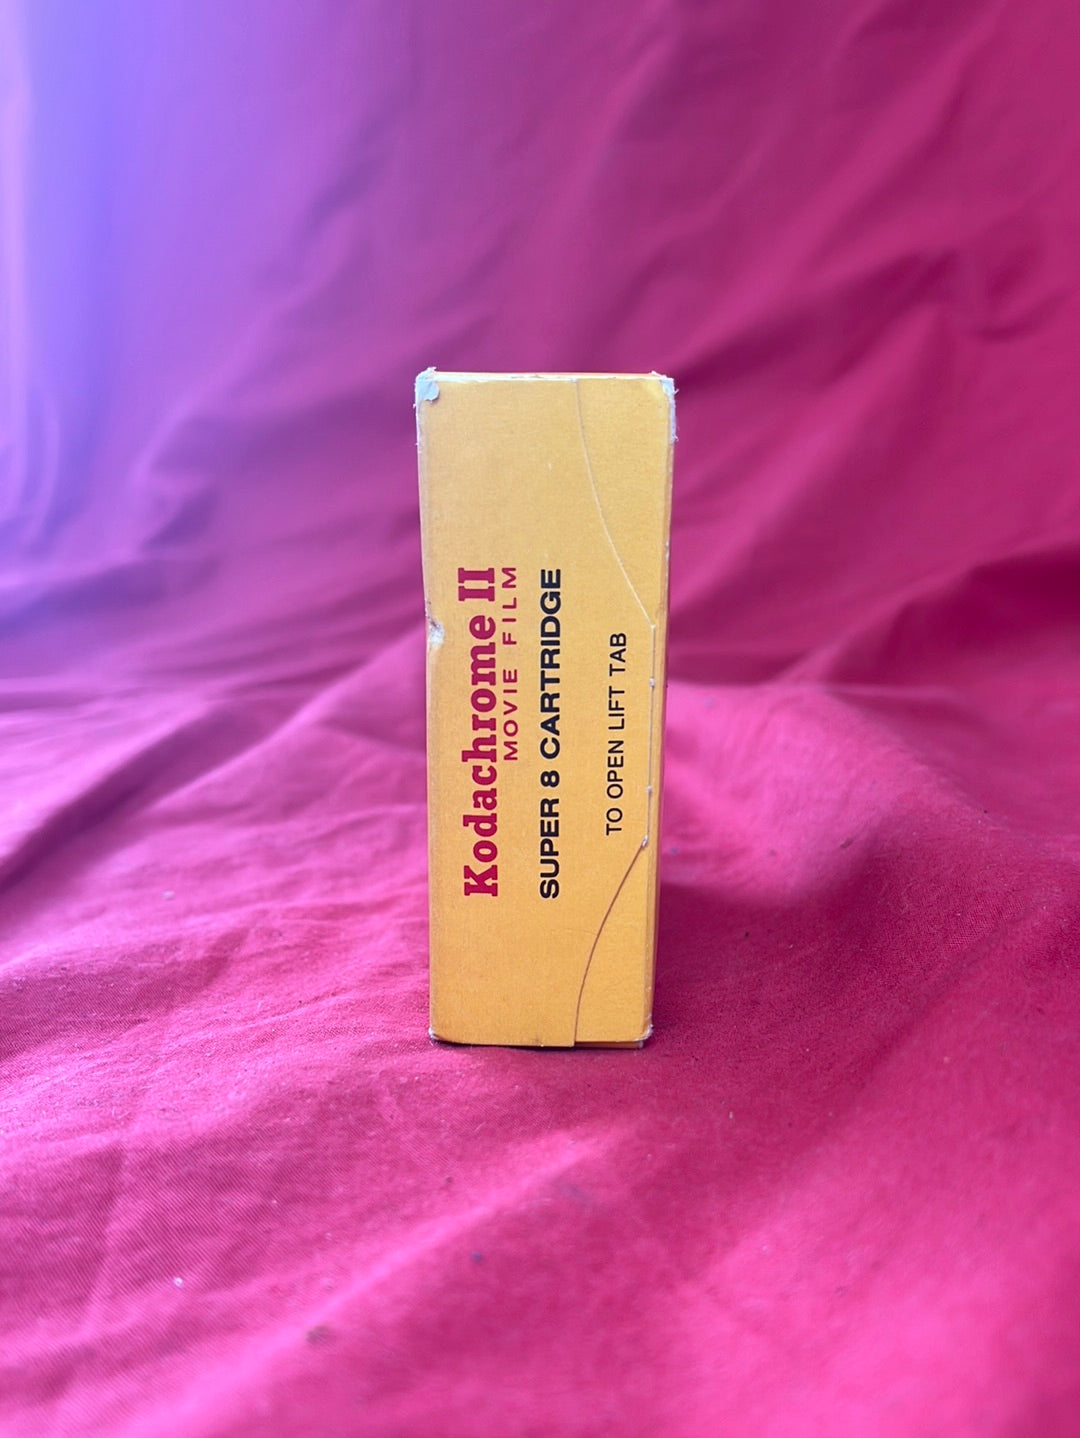 Kodachrome II
MOVIE FILM
SUPER 8 CARTRIDGE
TO OPEN LIFT TAB